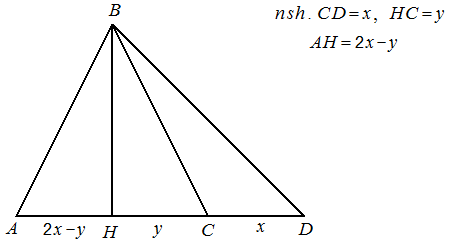 nsh. CD=x, HC=y
AH=2x-y
B
A 2x-y H y C x D